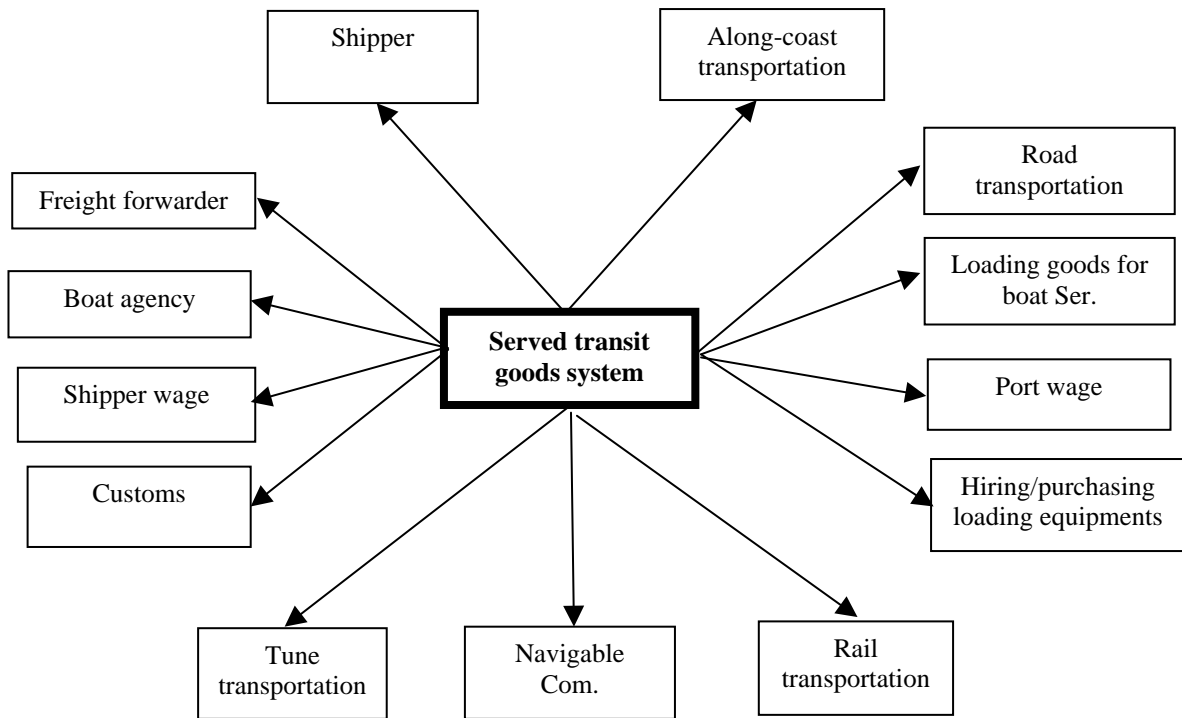 Shipper
Along-coast
transportation
Road
transportation
Freight forwarder
Loading goods for
boat Ser.
Boat agency
Served transit
goods system
Shipper wage
Port wage
Customs
Hiring/purchasing
loading equipments
Tune
transportation
Navigable
Com.
Rail
transportation